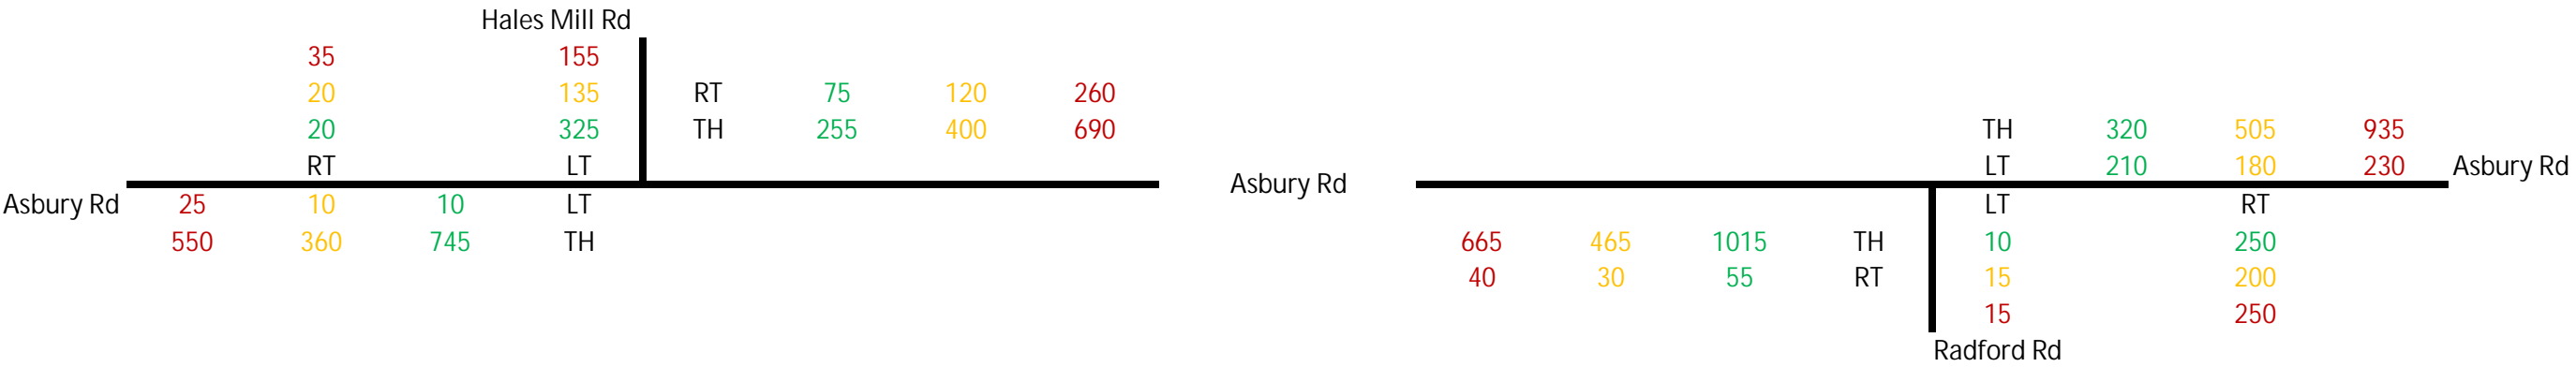 Hales Mill Rd
35 155
20 135 RT 75 120 260
20 325 TH 255 400 690
RT LT
Asbury Rd 25 10 10 LT
550 360 745 TH
Asbury Rd
TH 320 505 935
LT 210 180 230 Asbury Rd
LT RT
665 465 1015 TH 10 250
40 30 55 RT 15 200
15 250
Radford Rd